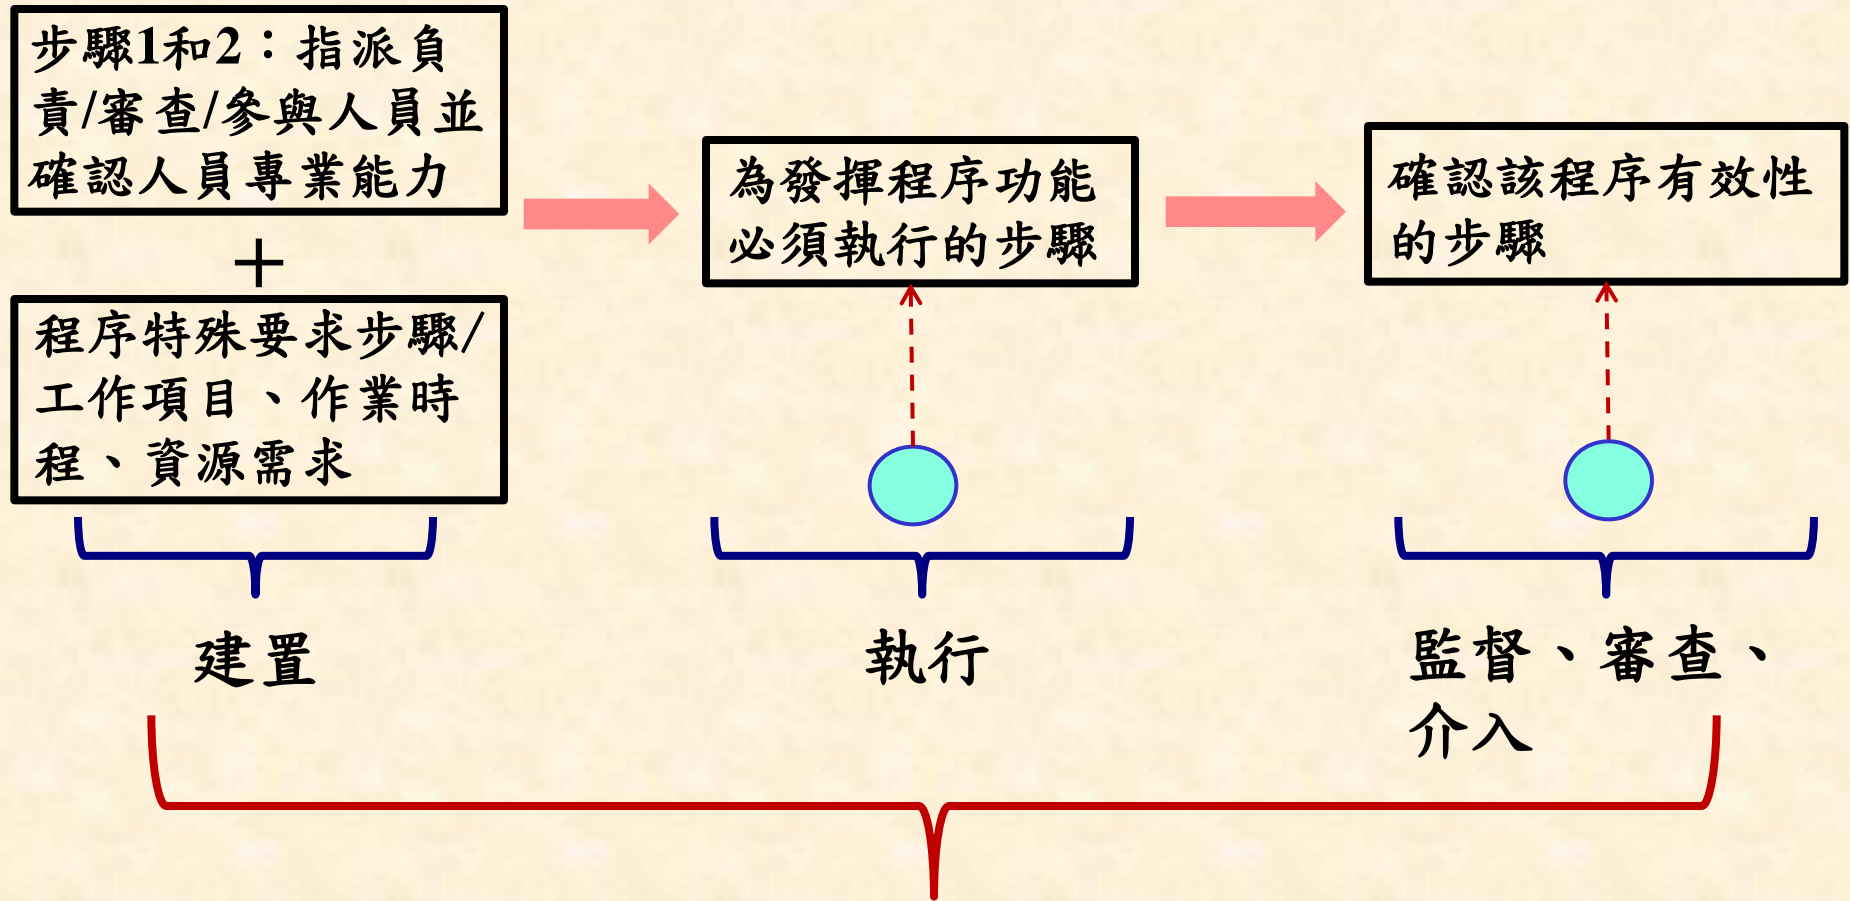 步驟1和2：指派負
責/審查/參與人員並
確認人員專業能力
+
程序特殊要求步驟/
工作項目、作業時
程、資源需求
為發揮程序功能
必須執行的步驟
確認該程序有效性
的步驟
建置
執行
監督、審查、
介入